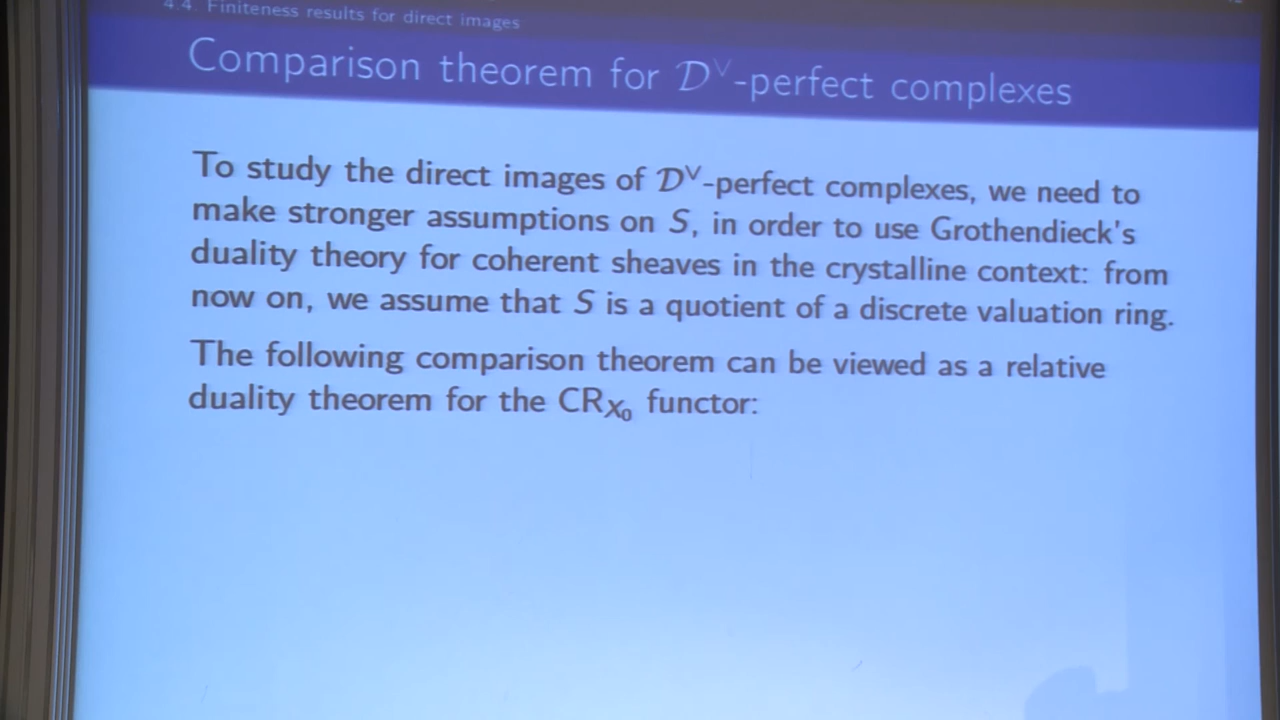 4.4. Finiteness results for direct images
Comparison theorem for 𝒟^∨-perfect complexes
To study the direct images of 𝒟^∨-perfect complexes, we need to
make stronger assumptions on S, in order to use Grothendieck's
duality theory for coherent sheaves in the crystalline context: from
now on, we assume that S is a quotient of a discrete valuation ring.
The following comparison theorem can be viewed as a relative
duality theorem for the CR_{X_0} functor: